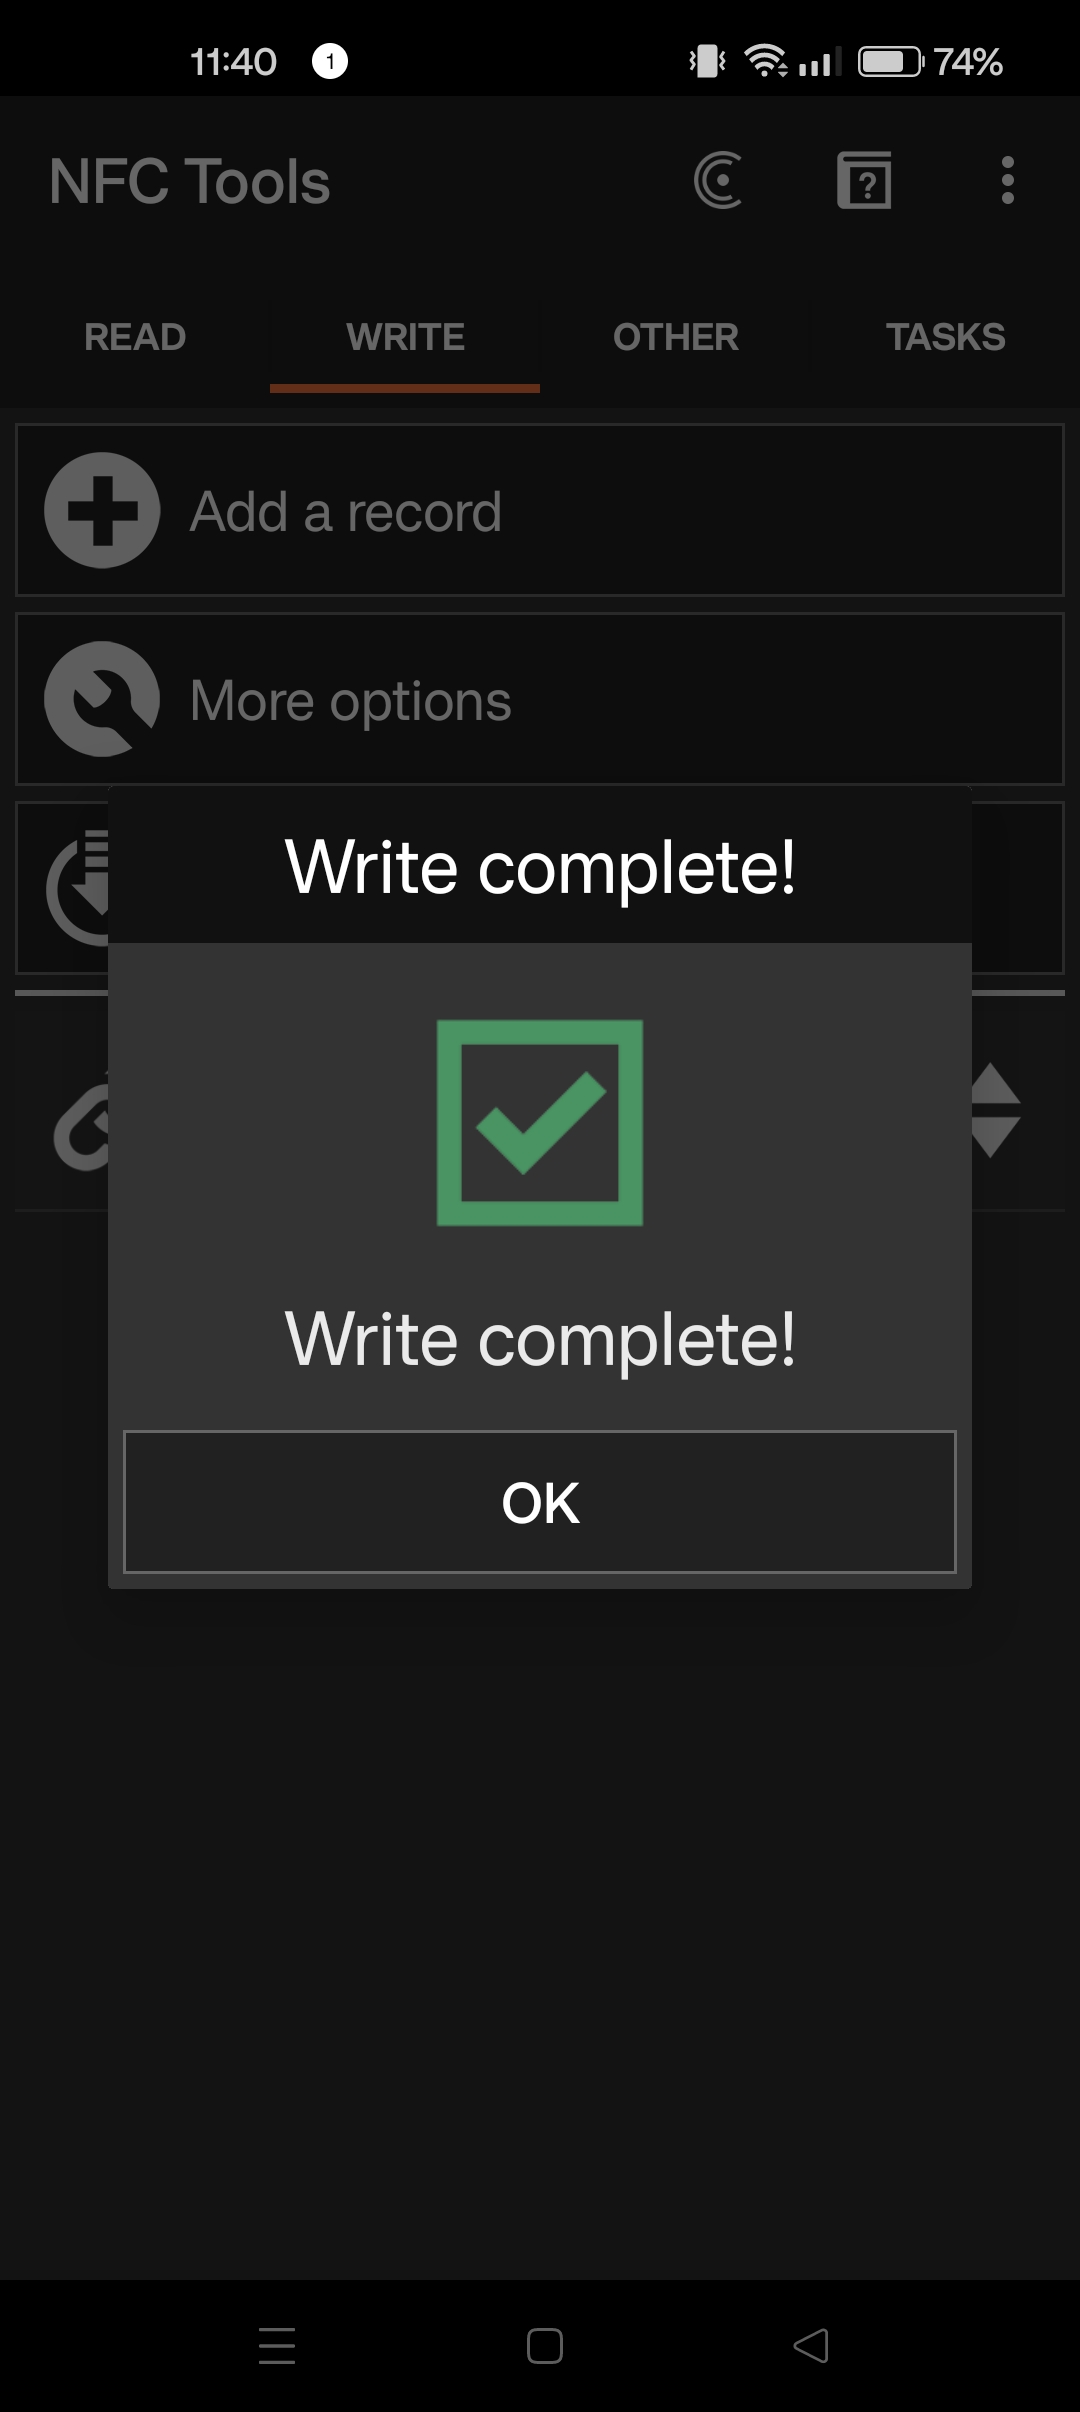 11:40 1 74%
NFC Tools
READ WRITE OTHER TASKS
Add a record
More options
Write complete!
Write complete!
OK